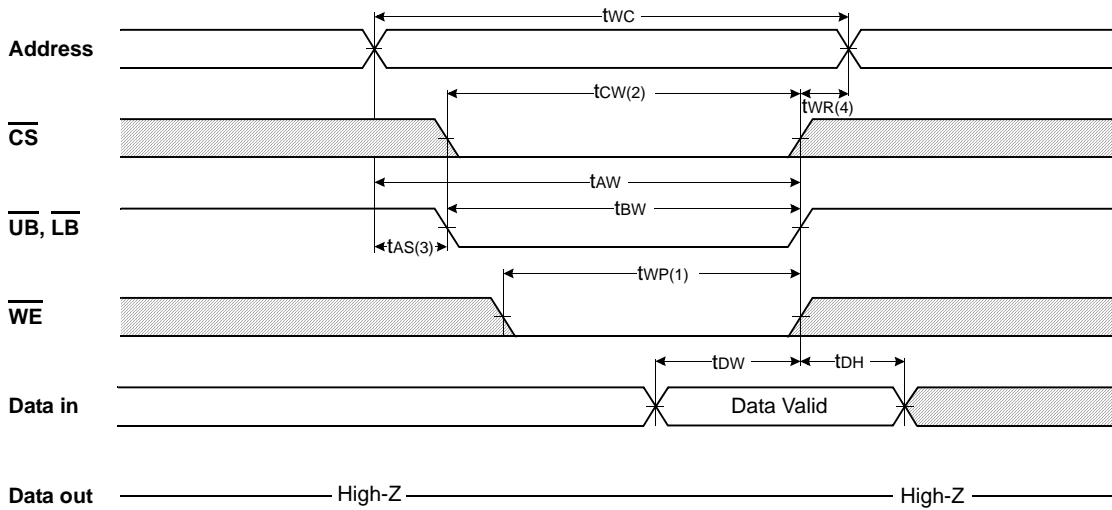 tWC
Address
tCW(2)
tWR(4)
CS
tAW
tBW
UB, LB
tAS(3)
tWP(1)
WE
tDW
tDH
Data in
Data Valid
Data out
High-Z
High-Z